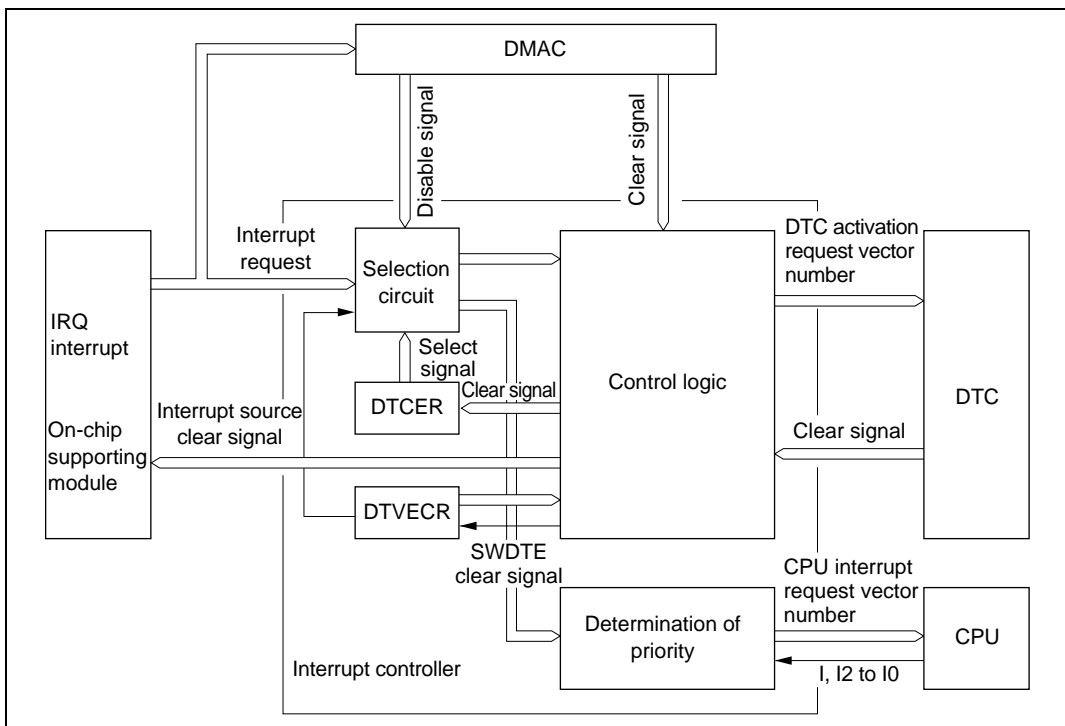 DMAC
Disable signal
Clear signal
Interrupt
request
Selection
circuit
DTC activation
request vector
number
IRQ
interrupt
On-chip
supporting
module
Select
signal
DTCER
Clear signal
Control logic
DTC
Interrupt source
clear signal
Clear signal
DTVECR
SWDTE
clear signal
CPU interrupt
request vector
number
Determination of
priority
CPU
I, I2 to I0
Interrupt controller